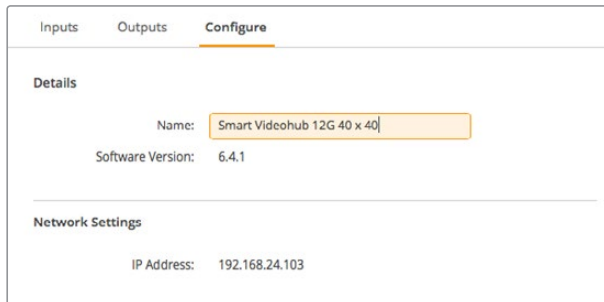 Inputs Outputs Configure
Details
Name: Smart Videohub 12G 40 x 40
Software Version: 6.4.1
Network Settings
IP Address: 192.168.24.103